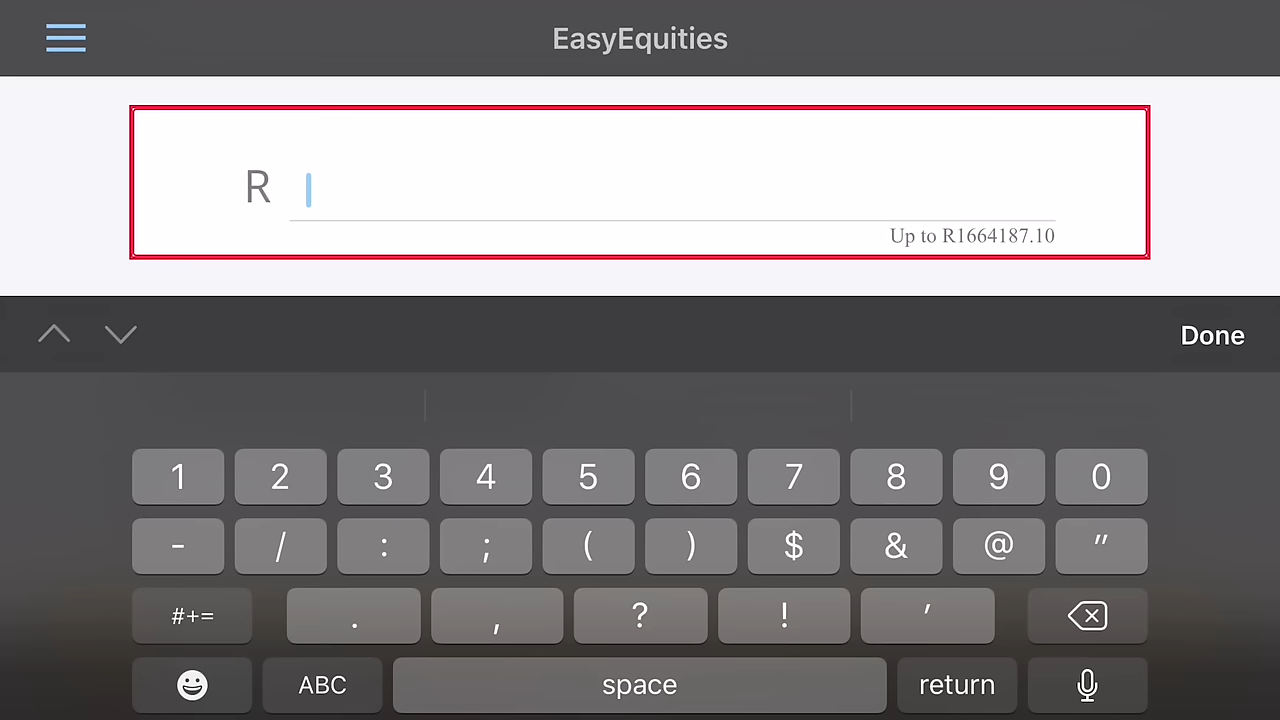 EasyEquities
R
Up to R1664187.10
Done
1 2 3 4 5 6 7 8 9 0
- / : ; ( ) $ & @ "
#+= . , ? ! '
ABC space return